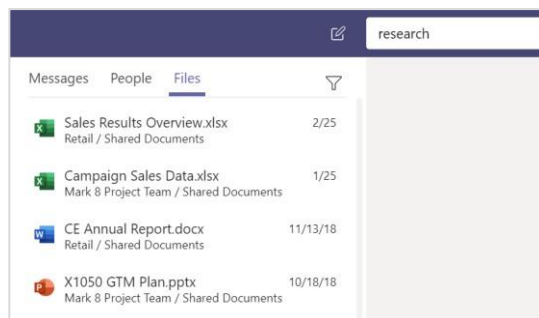 research
Messages People Files
Sales Results Overview.xlsx 2/25
Retail / Shared Documents
Campaign Sales Data.xlsx 1/25
Mark 8 Project Team / Shared Documents
CE Annual Report.docx 11/13/18
Retail / Shared Documents
X1050 GTM Plan.pptx 10/18/18
Mark 8 Project Team / Shared Documents